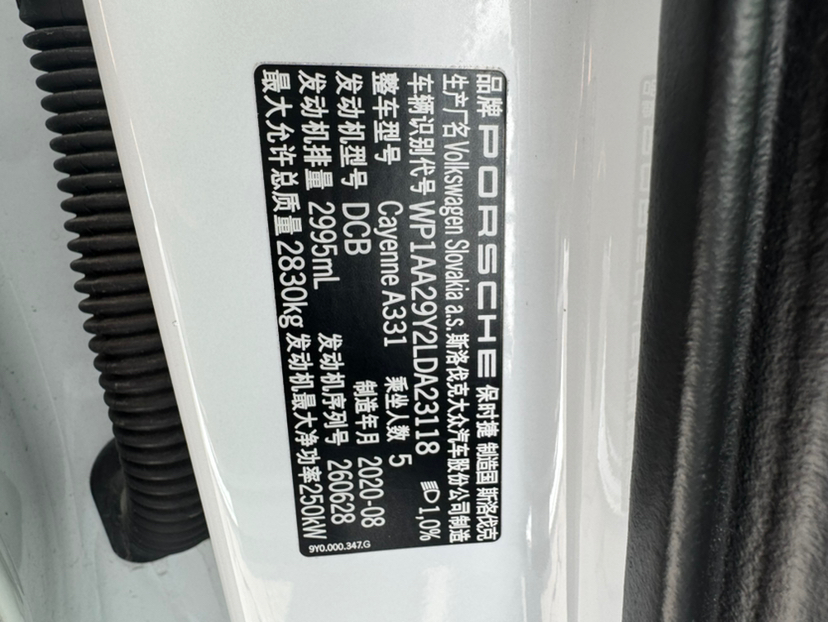 品牌 PORSCHE 保时捷 制造国 斯洛伐克
生产厂名 Volkswagen Slovakia a.s. 斯洛伐克大众汽车股份公司制造
车辆识别代号 WP1AA29Y2LDA23118 1,0%
整车型号 Cayenne A331 乘坐人数 5
发动机型号 DCB 制造年月 2020-08
发动机排量 2995mL 发动机序列号 260628
最大允许总质量 2830kg 发动机最大净功率250kW
9Y0.000.347.G